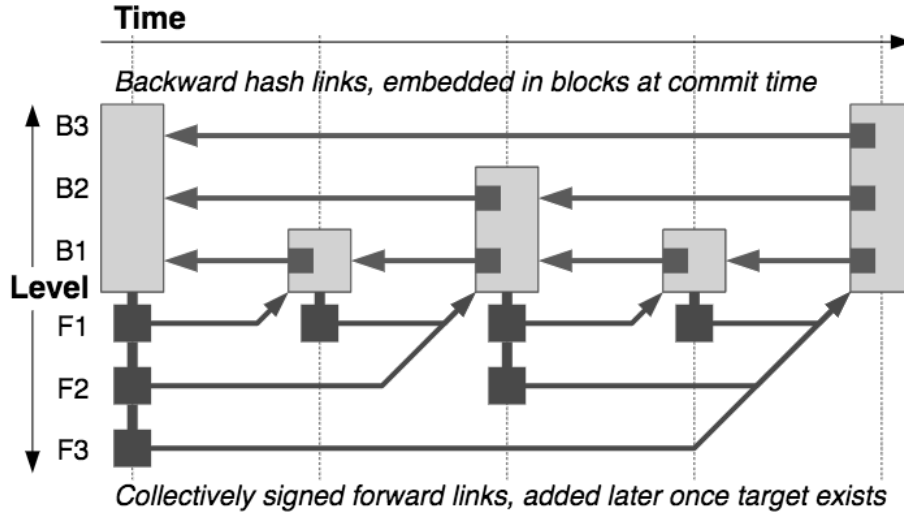 Time
Backward hash links, embedded in blocks at commit time
B3
B2
B1
Level
F1
F2
F3
Collectively signed forward links, added later once target exists